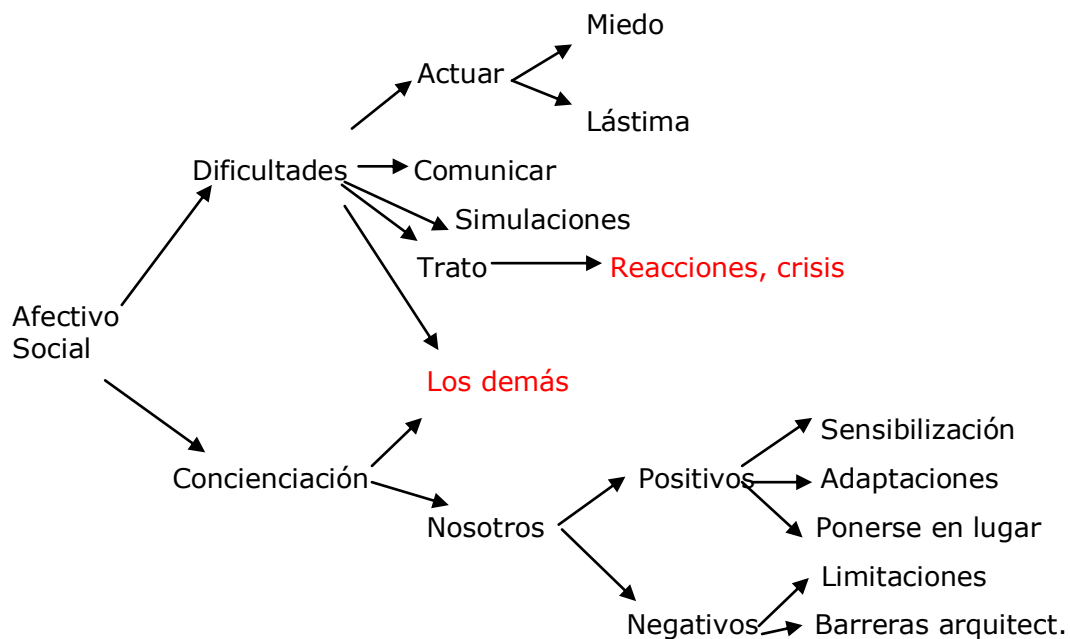 Miedo
Actuar
Lástima
Dificultades
Comunicar
Simulaciones
Trato
Reacciones, crisis
Afectivo
Social
Los demás
Sensibilización
Concienciación
Positivos
Adaptaciones
Nosotros
Ponerse en lugar
Limitaciones
Negativos
Barreras arquitect.